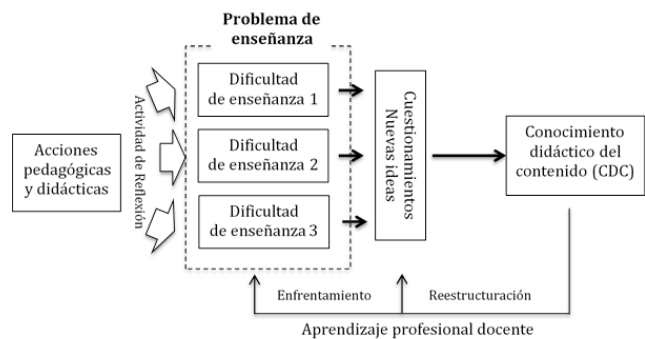 Problema de
enseñanza
Acciones
pedagógicas
y didácticas
Actividad de Reflexión
Dificultad
de enseñanza 1
Dificultad
de enseñanza 2
Dificultad
de enseñanza 3
Cuestionamientos
Nuevas ideas
Conocimiento
didáctico del
contenido (CDC)
Enfrentamiento
Reestructuración
Aprendizaje profesional docente